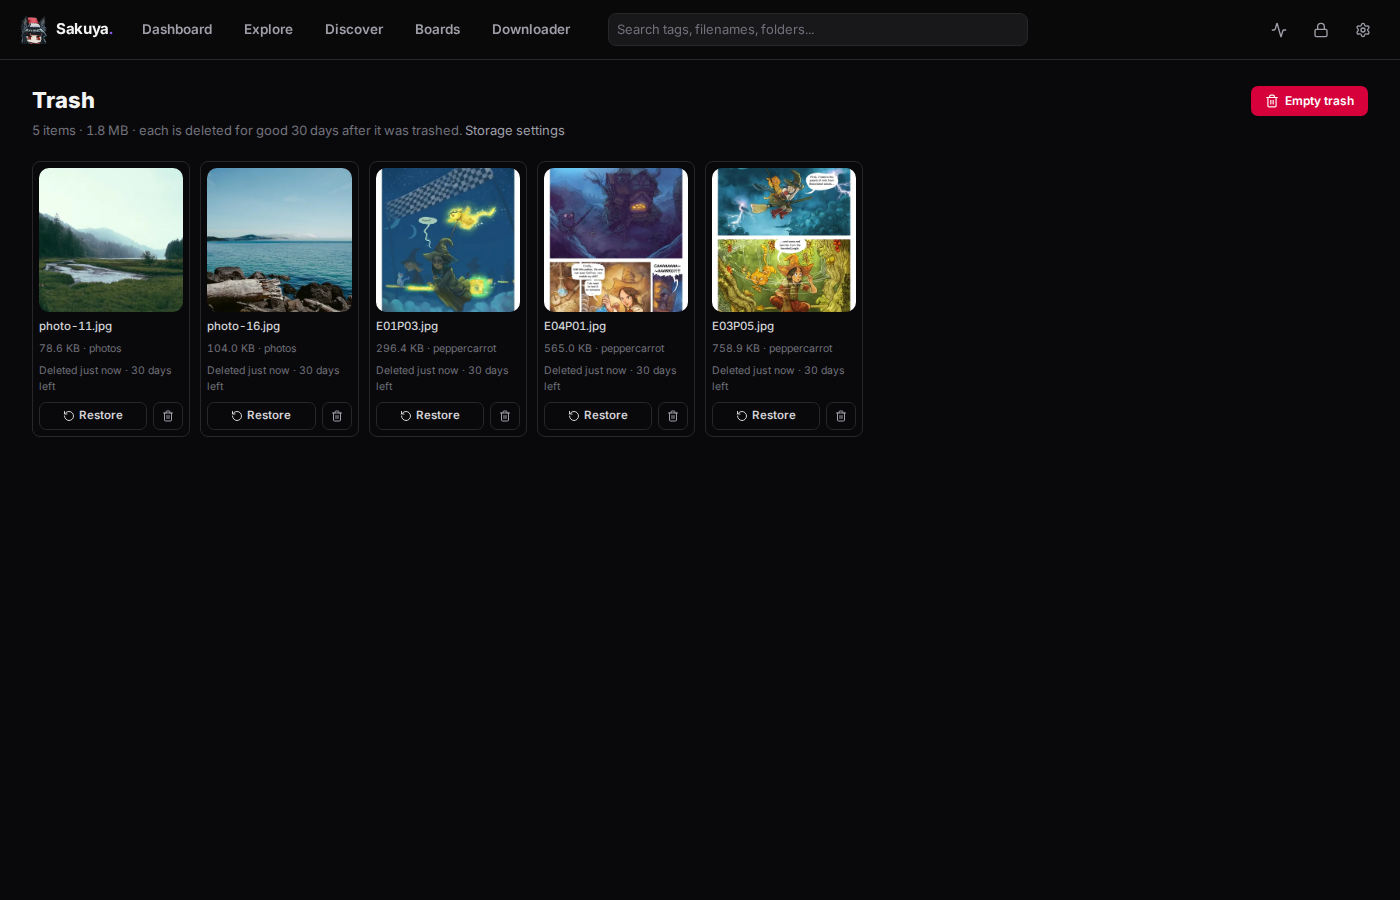 Sakuya.
Dashboard
Explore
Discover
Boards
Downloader
Search tags, filenames, folders...
Trash
Empty trash
5 items · 1.8 MB · each is deleted for good 30 days after it was trashed. Storage settings
photo-11.jpg
78.6 KB · photos
Deleted just now · 30 days
left
Restore
photo-16.jpg
104.0 KB · photos
Deleted just now · 30 days
left
Restore
E01P03.jpg
296.4 KB · peppercarrot
Deleted just now · 30 days
left
Restore
E04P01.jpg
565.0 KB · peppercarrot
Deleted just now · 30 days
left
Restore
E03P05.jpg
758.9 KB · peppercarrot
Deleted just now · 30 days
left
Restore